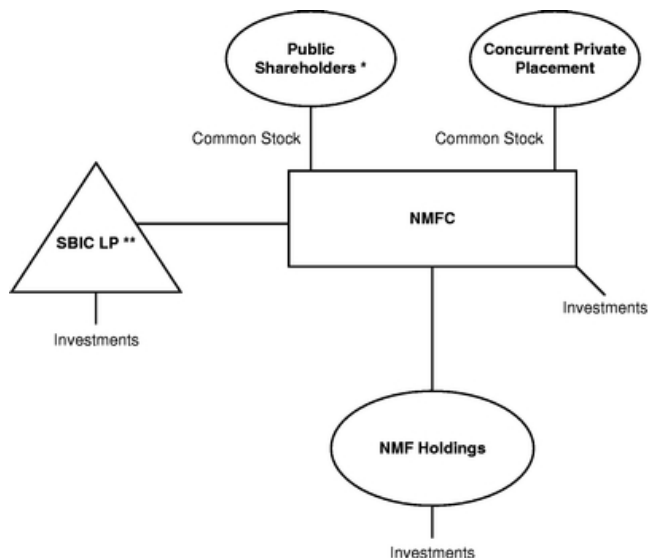 Public
Shareholders *
Concurrent Private
Placement
Common Stock
Common Stock
NMFC
SBIC LP **
Investments
Investments
NMF Holdings
Investments